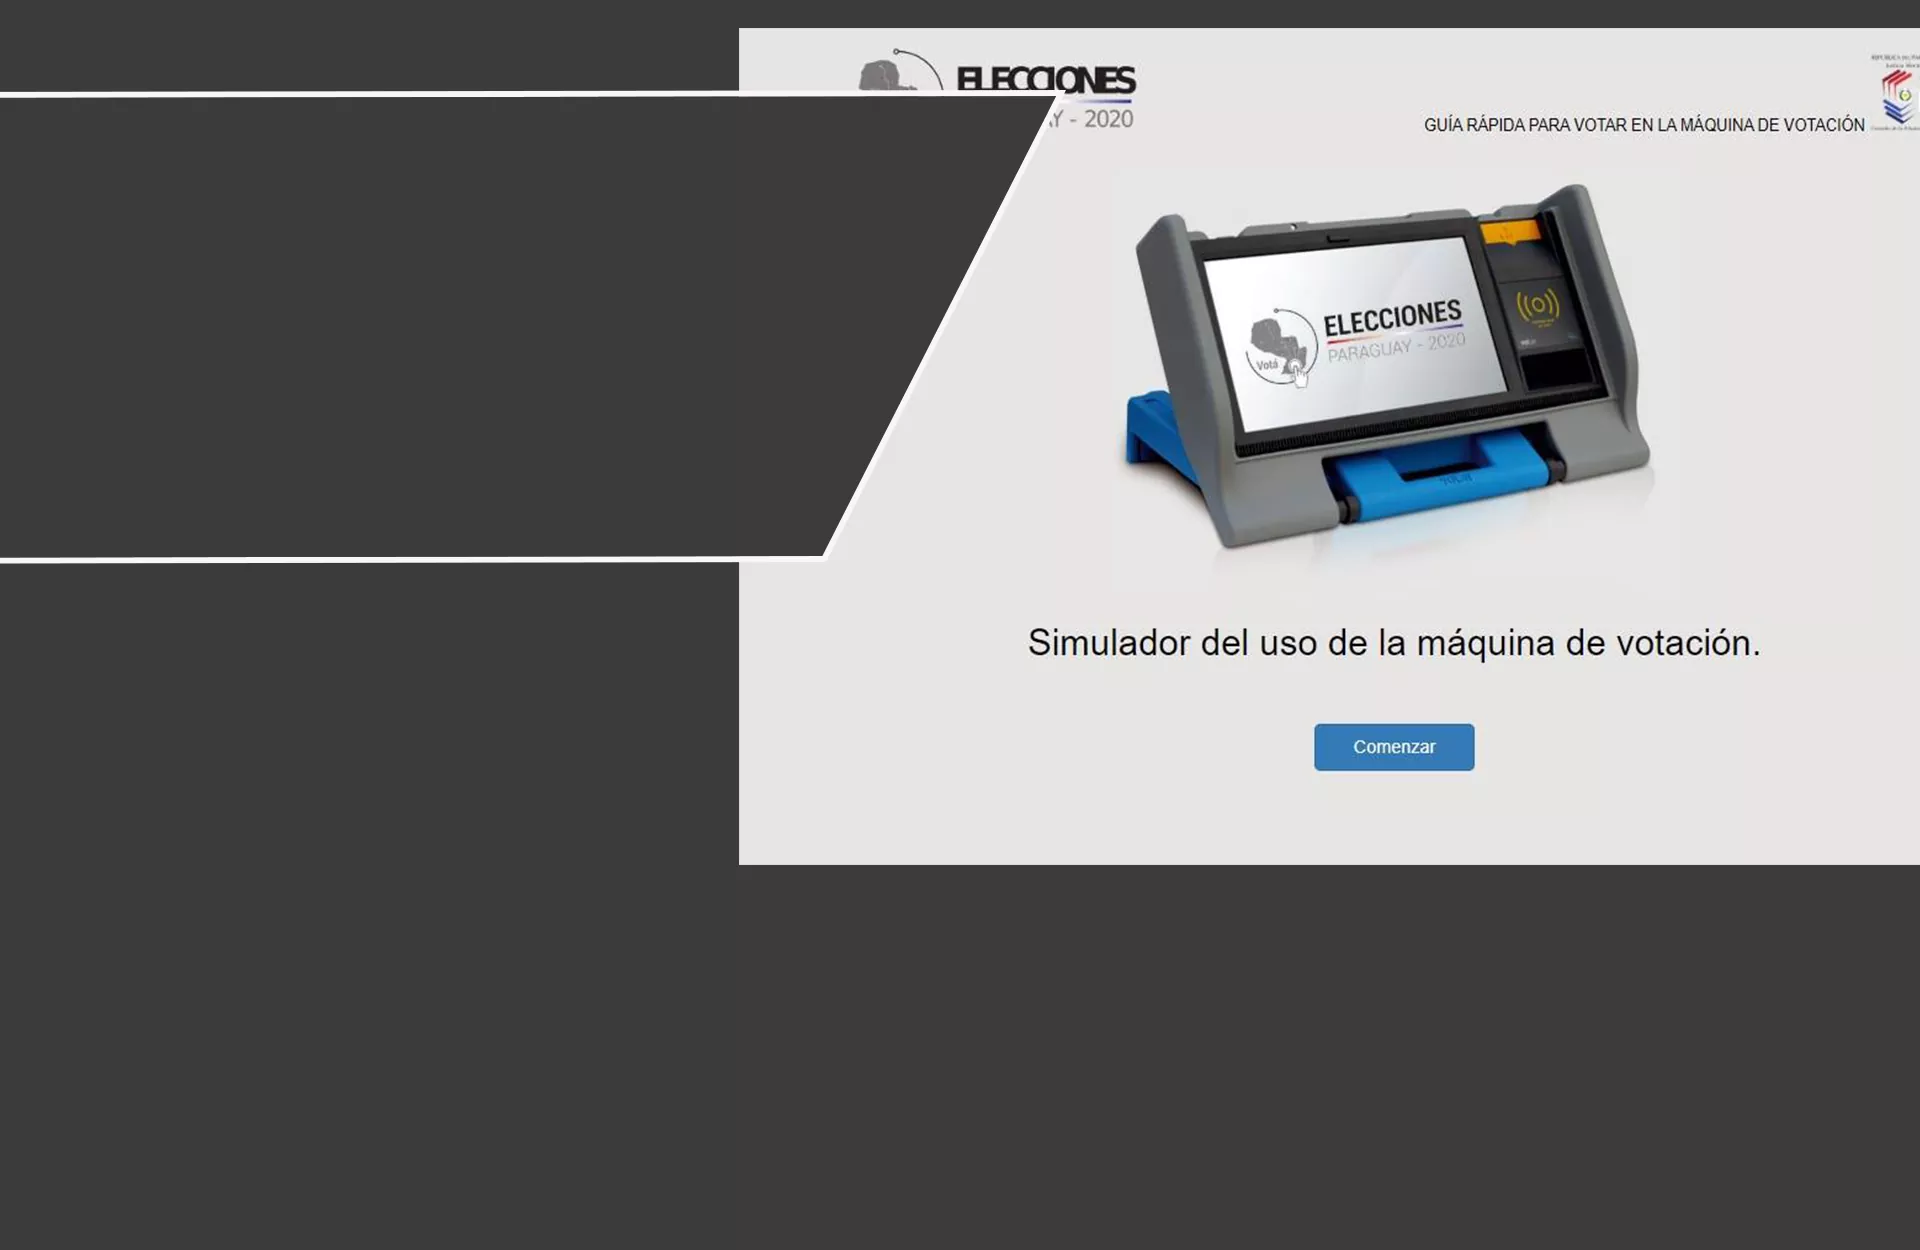 ELECCIONES
Y - 2020
GUÍA RÁPIDA PARA VOTAR EN LA MÁQUINA DE VOTACIÓN
ELECCIONES
PARAGUAY - 2020
Votá
Simulador del uso de la máquina de votación.
Comenzar